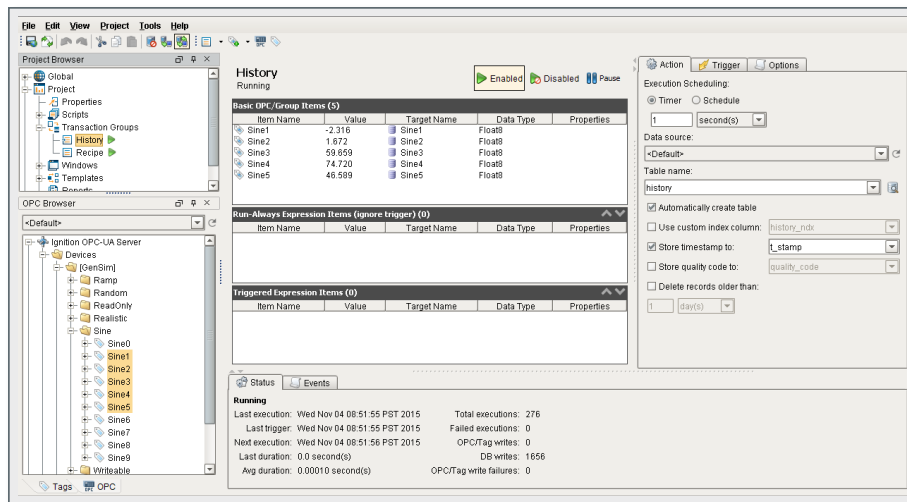 File Edit View Project Tools Help
Project Browser
Global
Project
Properties
Scripts
Transaction Groups
History
Recipe
Windows
Templates
Reports
OPC Browser
<Default>
Ignition OPC-UA Server
Devices
[GenSim]
Ramp
Random
ReadOnly
Realistic
Sine
Sine0
Sine1
Sine2
Sine3
Sine4
Sine5
Sine6
Sine7
Sine8
Sine9
Writeable
Tags OPC
History
Running
Enabled Disabled Pause
Basic OPC/Group Items (5)
Item Name Value Target Name Data Type Properties
Sine1 -2.316 Sine1 Float8
Sine2 1.672 Sine2 Float8
Sine3 59.659 Sine3 Float8
Sine4 74.720 Sine4 Float8
Sine5 46.589 Sine5 Float8
Run-Always Expression Items (ignore trigger) (0)
Item Name Value Target Name Data Type Properties
Triggered Expression Items (0)
Item Name Value Target Name Data Type Properties
Action Trigger Options
Execution Scheduling:
Timer Schedule
1 second(s)
Data source:
<Default>
Table name:
history
Automatically create table
Use custom index column: history_ndx
Store timestamp to: t_stamp
Store quality code to: quality_code
Delete records older than:
1 day(s)
Status Events
Running
Last execution: Wed Nov 04 08:51:55 PST 2015 Total executions: 276
Last trigger: Wed Nov 04 08:51:55 PST 2015 Failed executions: 0
Next execution: Wed Nov 04 08:51:56 PST 2015 OPC/Tag writes: 0
Last duration: 0.0 second(s) DB writes: 1656
Avg duration: 0.00010 second(s) OPC/Tag write failures: 0